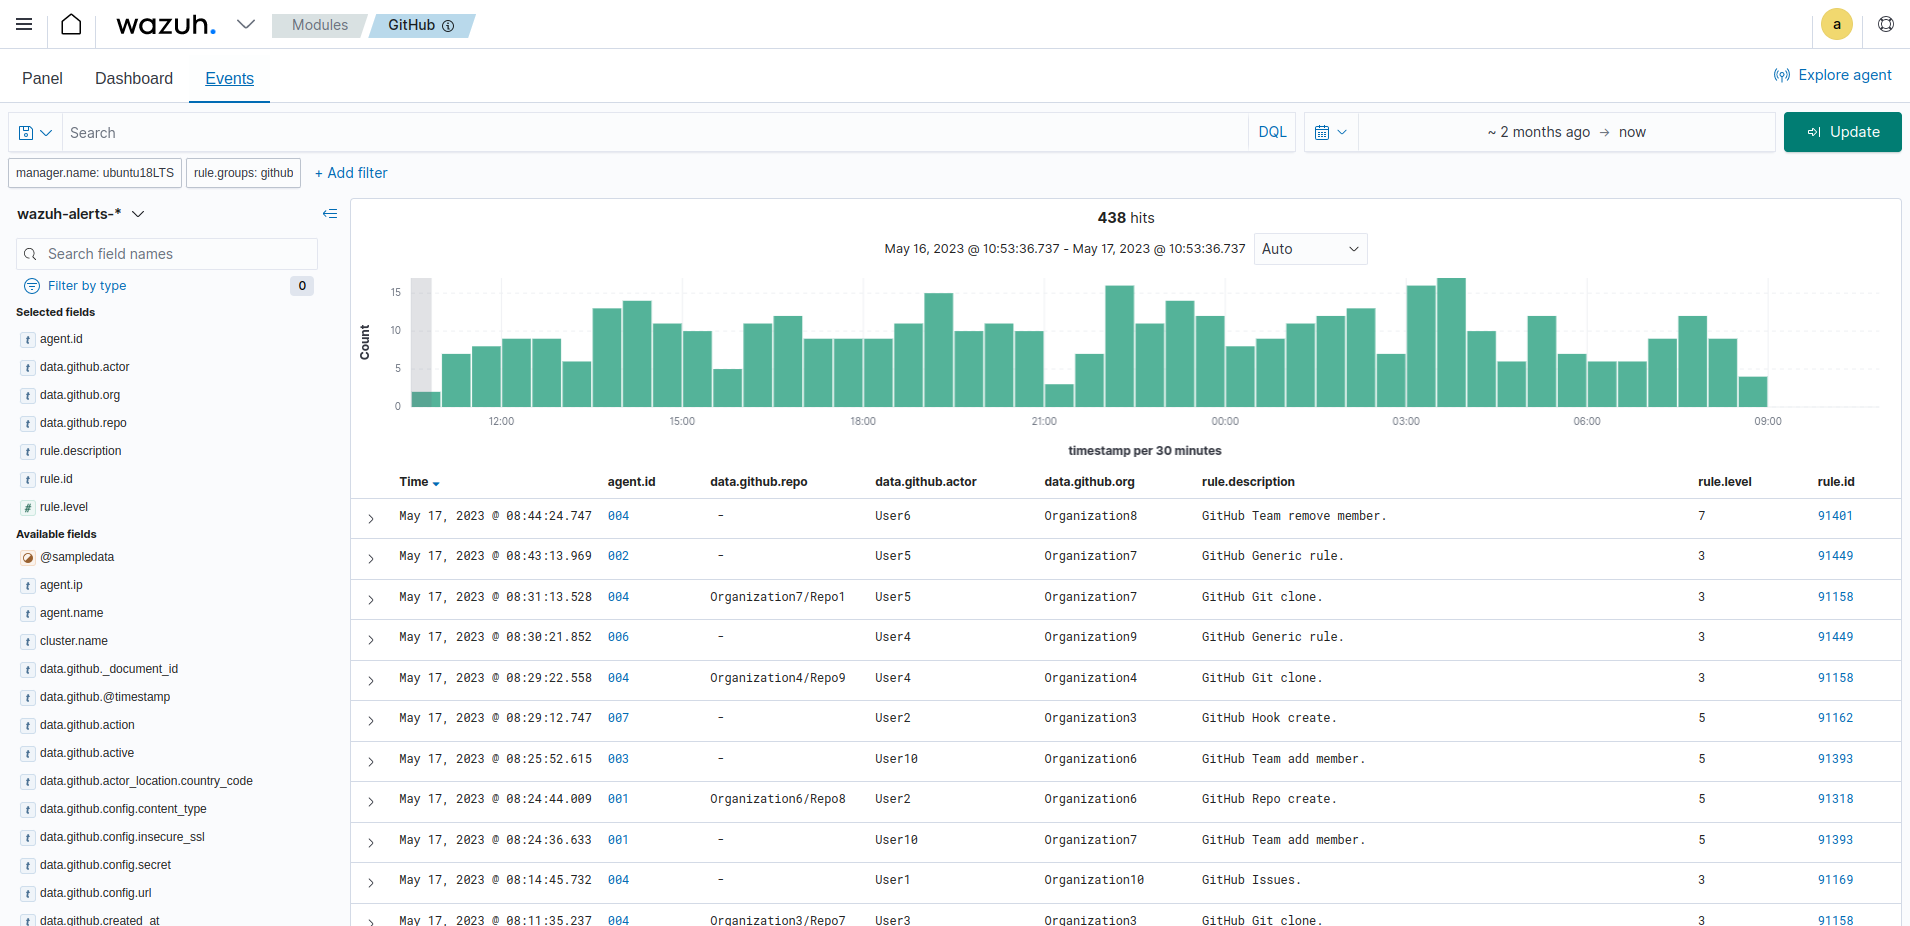 wazuh.
Modules
GitHub
a
Panel
Dashboard
Events
Explore agent
Search
DQL
~ 2 months ago → now
Update
manager.name: ubuntu18LTS
rule.groups: github
+ Add filter
wazuh-alerts-*
Search field names
Filter by type
0
Selected fields
t agent.id
t data.github.actor
t data.github.org
t data.github.repo
t rule.description
t rule.id
# rule.level
Available fields
@sampledata
t agent.ip
t agent.name
t cluster.name
t data.github._document_id
t data.github.@timestamp
t data.github.action
t data.github.active
t data.github.actor_location.country_code
t data.github.config.content_type
t data.github.config.insecure_ssl
t data.github.config.secret
t data.github.config.url
t data.github.created_at
438 hits
May 16, 2023 @ 10:53:36.737 - May 17, 2023 @ 10:53:36.737
Auto
Count
15
10
5
0
12:00 15:00 18:00 21:00 00:00 03:00 06:00 09:00
timestamp per 30 minutes
Time agent.id data.github.repo data.github.actor data.github.org rule.description rule.level rule.id
May 17, 2023 @ 08:44:24.747 004 - User6 Organization8 GitHub Team remove member. 7 91401
May 17, 2023 @ 08:43:13.969 002 - User5 Organization7 GitHub Generic rule. 3 91449
May 17, 2023 @ 08:31:13.528 004 Organization7/Repo1 User5 Organization7 GitHub Git clone. 3 91158
May 17, 2023 @ 08:30:21.852 006 - User4 Organization9 GitHub Generic rule. 3 91449
May 17, 2023 @ 08:29:22.558 004 Organization4/Repo9 User4 Organization4 GitHub Git clone. 3 91158
May 17, 2023 @ 08:29:12.747 007 - User2 Organization3 GitHub Hook create. 5 91162
May 17, 2023 @ 08:25:52.615 003 - User10 Organization6 GitHub Team add member. 5 91393
May 17, 2023 @ 08:24:44.009 001 Organization6/Repo8 User2 Organization6 GitHub Repo create. 5 91318
May 17, 2023 @ 08:24:36.633 001 - User10 Organization7 GitHub Team add member. 5 91393
May 17, 2023 @ 08:14:45.732 004 - User1 Organization10 GitHub Issues. 3 91169
May 17, 2023 @ 08:11:35.237 004 Organization3/Repo7 User3 Organization3 GitHub Git clone. 3 91158